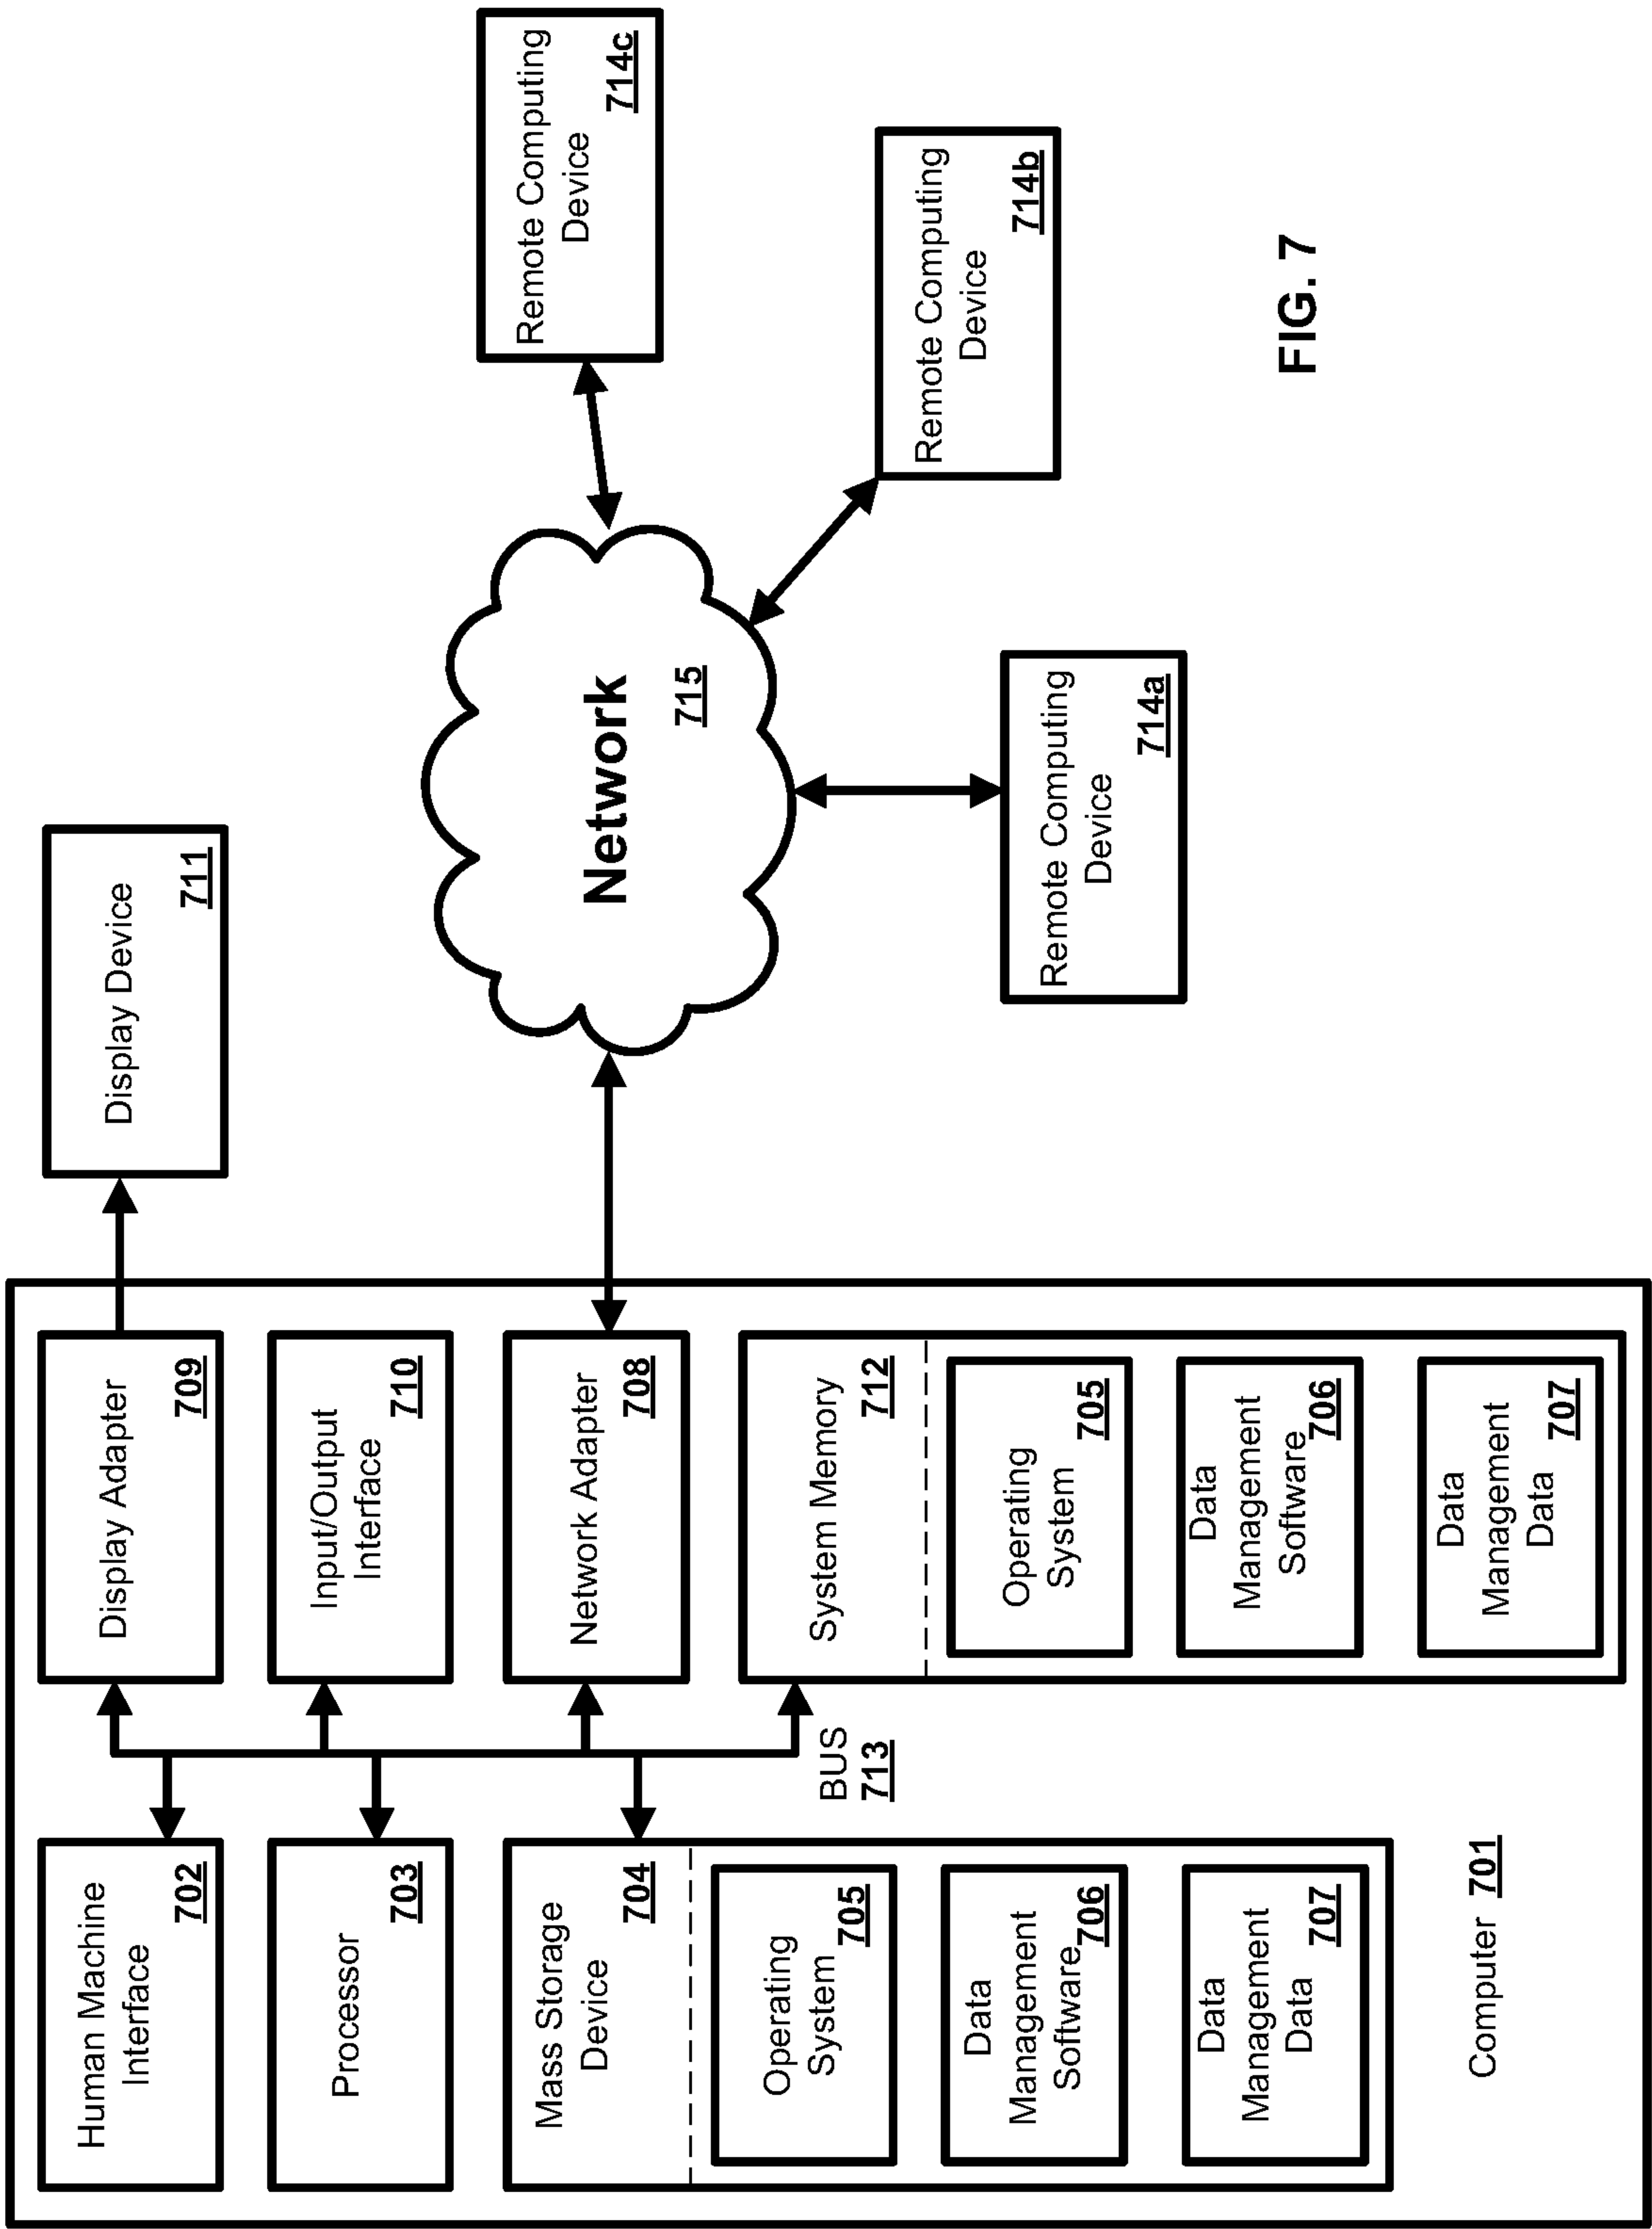 Human Machine
Interface
702
Processor
703
Mass Storage
Device
704
Operating
System
705
Data
Management
Software
706
Data
Management
Data
707
BUS
713
Computer 701
Display Adapter
709
Input/Output
Interface
710
Network Adapter
708
System Memory
712
Operating
System
705
Data
Management
Software
706
Data
Management
Data
707
Display Device
711
Network
715
Remote Computing
Device
714a
Remote Computing
Device
714b
Remote Computing
Device
714c
FIG. 7